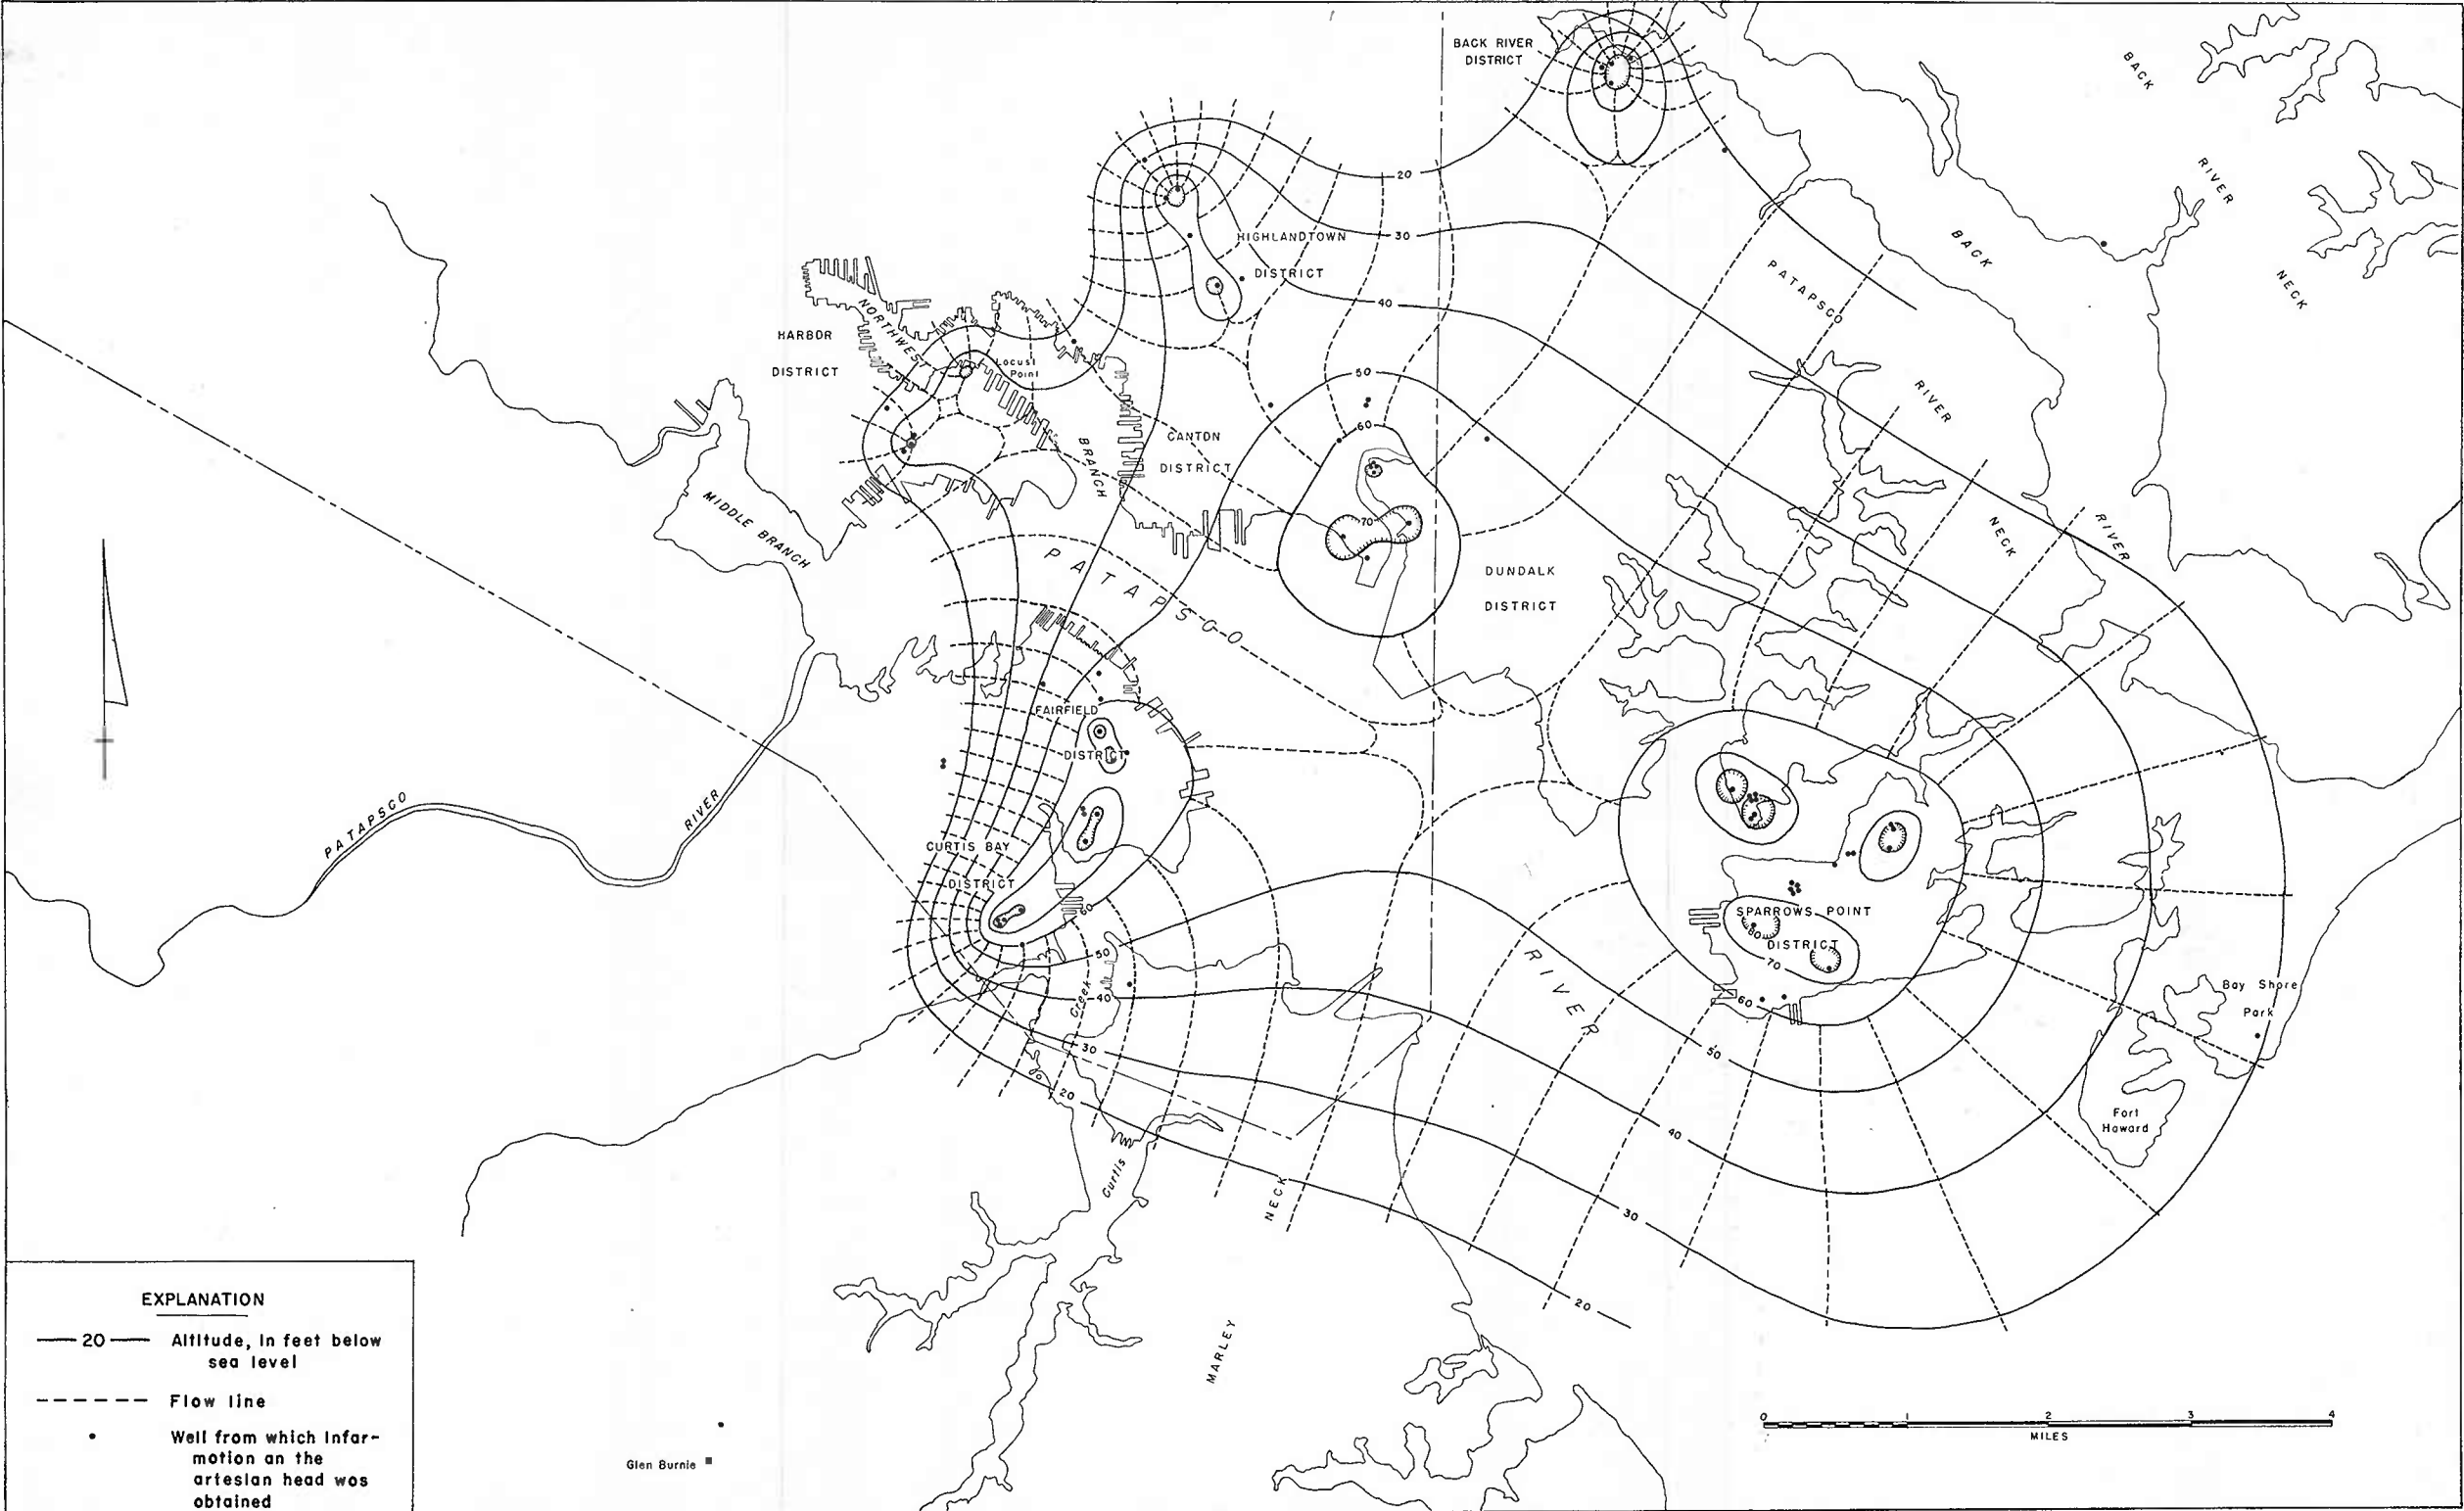 BACK RIVER
DISTRICT
BACK
RIVER
NECK
BACK
RIVER
20
30
HIGHLANDTOWN
DISTRICT
40
PATAPSCO
RIVER
NECK
HARBOR
DISTRICT
NORTHWEST
BRANCH
Locust
Point
50
60
70
CANTON
DISTRICT
MIDDLE BRANCH
PATAPSCO
DUNDALK
DISTRICT
FAIRFIELD
DISTRICT
PATAPSCO
RIVER
CURTIS BAY
DISTRICT
60
50
40
30
20
Creek
Curtis
RIVER
SPARROWS POINT
80
DISTRICT
70
60
50
40
30
20
Bay Shore
Park
Fort
Howard
NECK
MARLEY
Glen Burnie
EXPLANATION
20
Altitude, in feet below
sea level
Flow line
Well from which infor-
motion an the
artesian head wos
obtained
0 1 2 3 4
MILES